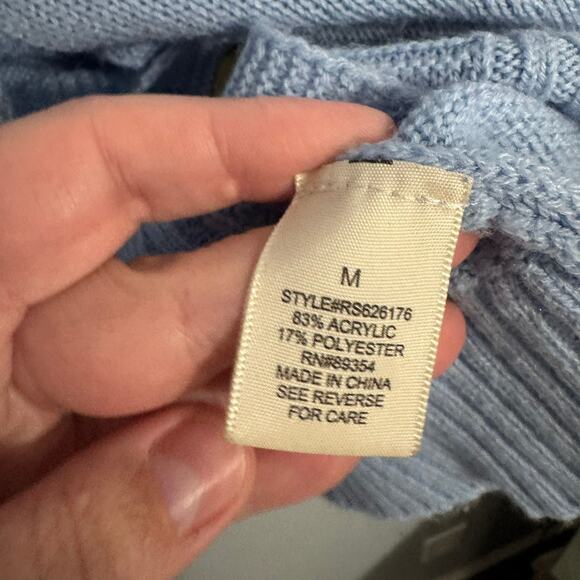 M
STYLE#RS626176
83% ACRYLIC
17% POLYESTER
RN#89354
MADE IN CHINA
SEE REVERSE
FOR CARE